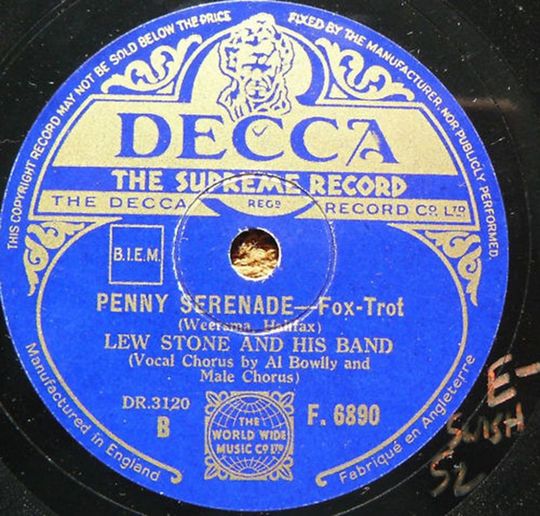 THIS COPYRIGHT RECORD MAY NOT BE SOLD BELOW THE PRICE
FIXED BY THE MANUFACTURER, NOR PUBLICLY PERFORMED.
DECCA
THE SUPREME RECORD
THE DECCA REGD RECORD CO. LTD
B.I.E.M.
PENNY SERENADE—Fox-Trot
(Weersma, Halifax)
LEW STONE AND HIS BAND
(Vocal Chorus by Al Bowlly and
Male Chorus)
DR.3120
B
F. 6890
THE
WORLD WIDE
MUSIC CO LTD
Manufactured in England
Fabriqué en Angleterre
E-
SWISH
52